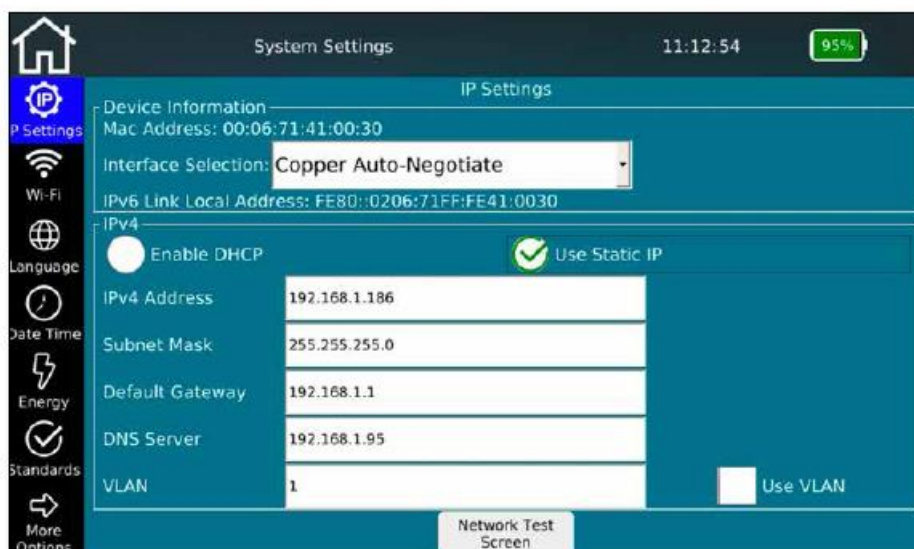 System Settings 11:12:54 95%
IP Settings
IP
P Settings
Wi-Fi
Language
Date Time
Energy
Standards
More
Options
Device Information
Mac Address: 00:06:71:41:00:30
Interface Selection: Copper Auto-Negotiate
IPv6 Link Local Address: FE80::0206:71FF:FE41:0030
IPv4
Enable DHCP Use Static IP
IPv4 Address 192.168.1.186
Subnet Mask 255.255.255.0
Default Gateway 192.168.1.1
DNS Server 192.168.1.95
VLAN 1 Use VLAN
Network Test
Screen